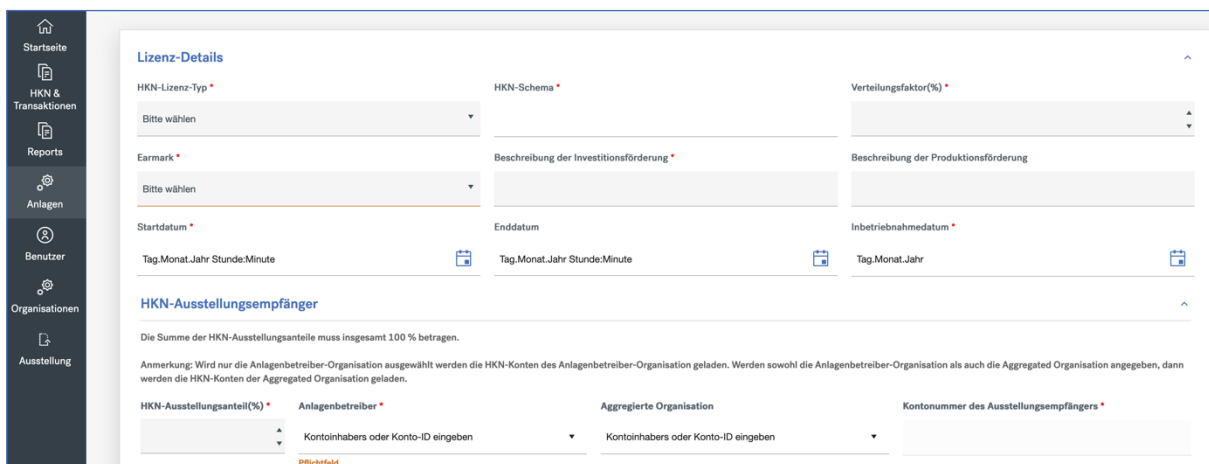 Startseite
HKN &
Transaktionen
Reports
Anlagen
Benutzer
Organisationen
Ausstellung
Lizenz-Details
HKN-Lizenz-Typ * HKN-Schema * Verteilungsfaktor(%) *
Bitte wählen
Earmark * Beschreibung der Investitionsförderung * Beschreibung der Produktionsförderung
Bitte wählen
Startdatum * Enddatum Inbetriebnahmedatum *
Tag.Monat.Jahr Stunde:Minute Tag.Monat.Jahr Stunde:Minute Tag.Monat.Jahr
HKN-Ausstellungsempfänger
Die Summe der HKN-Ausstellungsanteile muss insgesamt 100 % betragen.
Anmerkung: Wird nur die Anlagenbetreiber-Organisation ausgewählt werden die HKN-Konten des Anlagenbetreiber-Organisation geladen. Werden sowohl die Anlagenbetreiber-Organisation als auch die Aggregated Organisation angegeben, dann
werden die HKN-Konten der Aggregated Organisation geladen.
HKN-Ausstellungsanteil(%) * Anlagenbetreiber * Aggregierte Organisation Kontonummer des Ausstellungsempfängers *
Kontoinhabers oder Konto-ID eingeben Kontoinhabers oder Konto-ID eingeben
Pflichtfeld